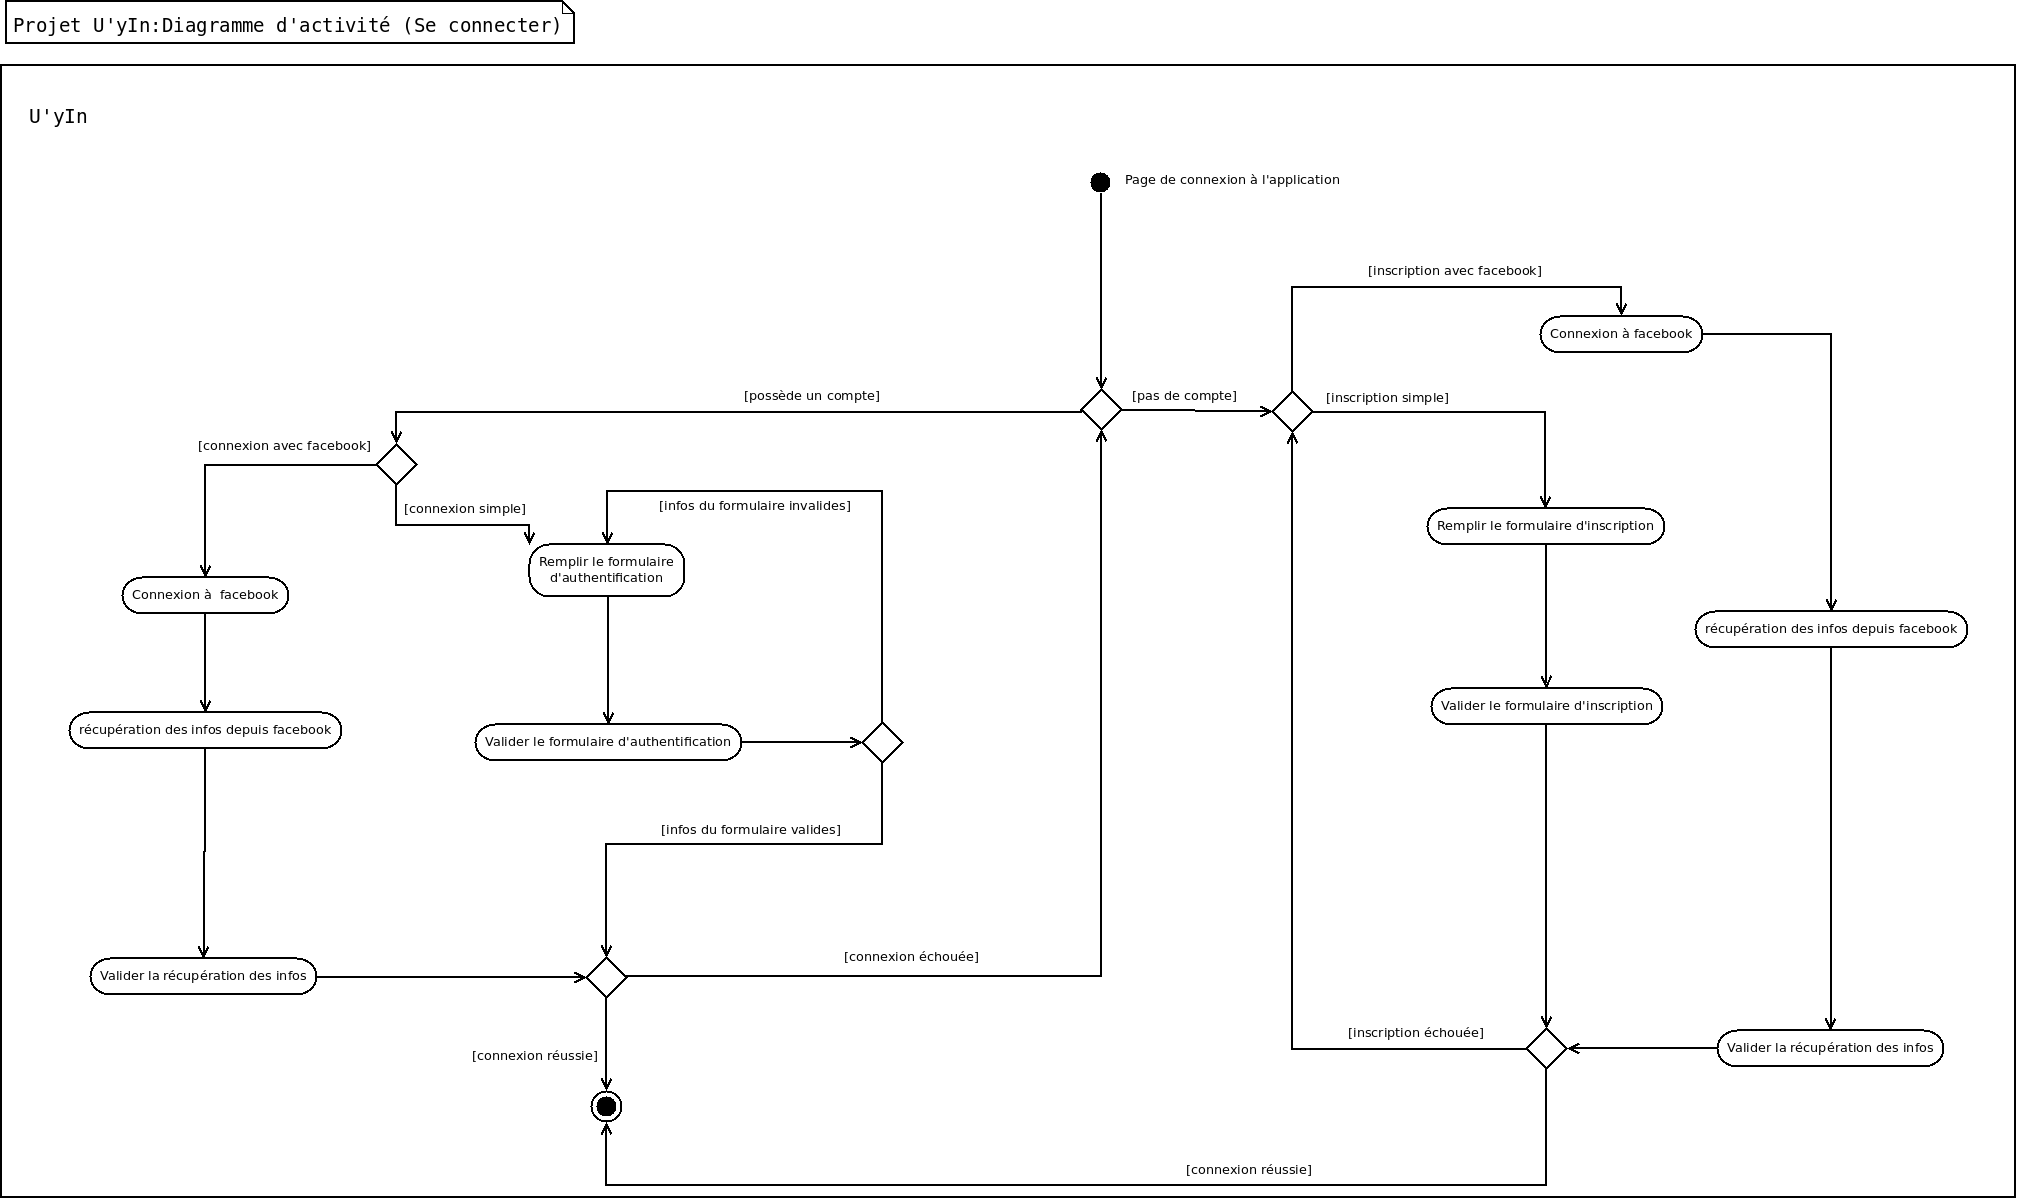 Projet U'yIn:Diagramme d'activité (Se connecter)
U'yIn
Page de connexion à l'application
[inscription avec facebook]
Connexion à facebook
[possède un compte]
[pas de compte]
[inscription simple]
[connexion avec facebook]
[connexion simple]
[infos du formulaire invalides]
Remplir le formulaire d'inscription
Remplir le formulaire
d'authentification
Connexion à  facebook
récupération des infos depuis facebook
Valider le formulaire d'inscription
récupération des infos depuis facebook
Valider le formulaire d'authentification
[infos du formulaire valides]
[connexion échouée]
Valider la récupération des infos
[inscription échouée]
Valider la récupération des infos
[connexion réussie]
[connexion réussie]